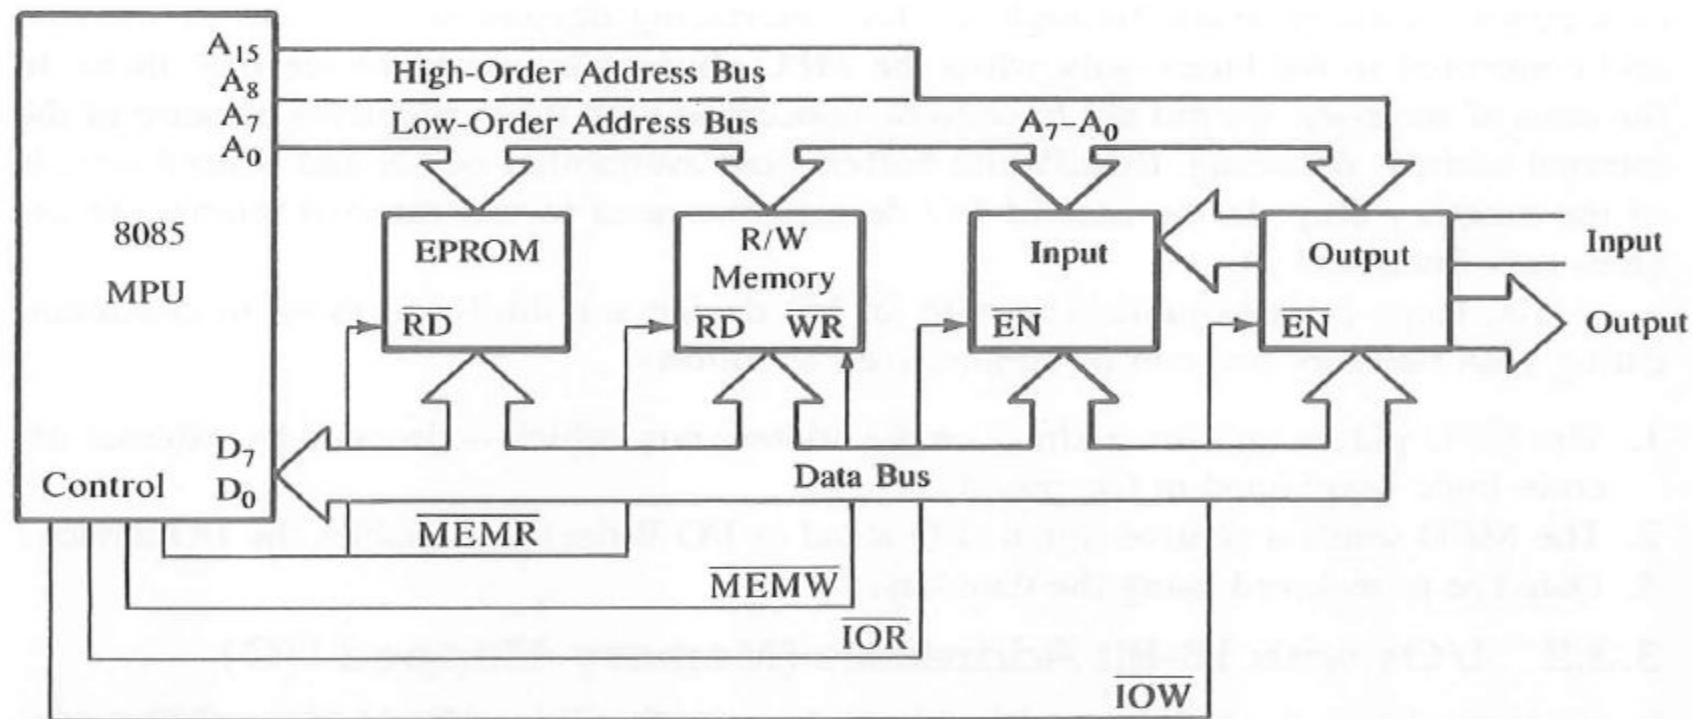 A15
A8
High-Order Address Bus
A7
Low-Order Address Bus
A7-A0
A0
8085
MPU
EPROM
R/W
Memory
Input
Output
Input
RD
RD WR
EN
EN
Output
D7
Data Bus
Control
D0
MEMR
MEMW
IOR
IOW